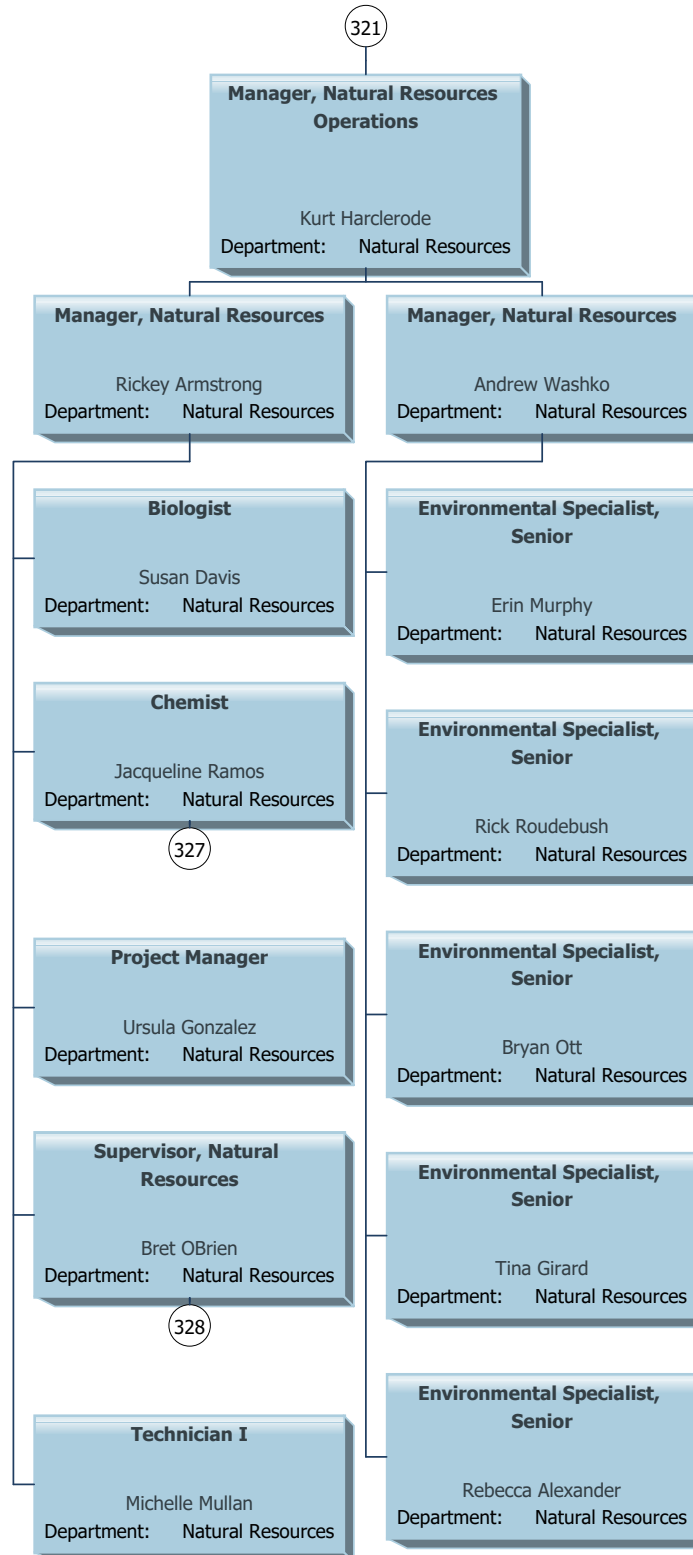 321
Manager, Natural Resources
Operations
Kurt Harclerode
Department: Natural Resources
Manager, Natural Resources
Rickey Armstrong
Department: Natural Resources
Biologist
Susan Davis
Department: Natural Resources
Chemist
Jacqueline Ramos
Department: Natural Resources
327
Project Manager
Ursula Gonzalez
Department: Natural Resources
Supervisor, Natural
Resources
Bret OBrien
Department: Natural Resources
328
Technician I
Michelle Mullan
Department: Natural Resources
Manager, Natural Resources
Andrew Washko
Department: Natural Resources
Environmental Specialist,
Senior
Erin Murphy
Department: Natural Resources
Environmental Specialist,
Senior
Rick Roudebush
Department: Natural Resources
Environmental Specialist,
Senior
Bryan Ott
Department: Natural Resources
Environmental Specialist,
Senior
Tina Girard
Department: Natural Resources
Environmental Specialist,
Senior
Rebecca Alexander
Department: Natural Resources